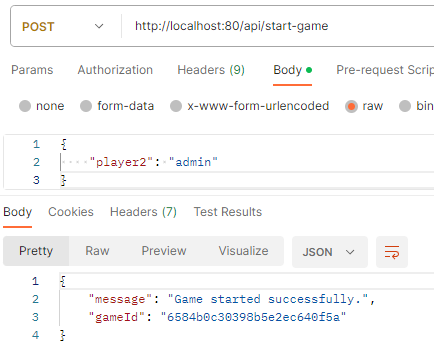 POST http://localhost:80/api/start-game
Params Authorization Headers (9) Body Pre-request Scrip
none form-data x-www-form-urlencoded raw bin
1 {
2 "player2": "admin"
3 }
Body Cookies Headers (7) Test Results
Pretty Raw Preview Visualize JSON
1 {
2 "message": "Game started successfully.",
3 "gameId": "6584b0c30398b5e2ec640f5a"
4 }